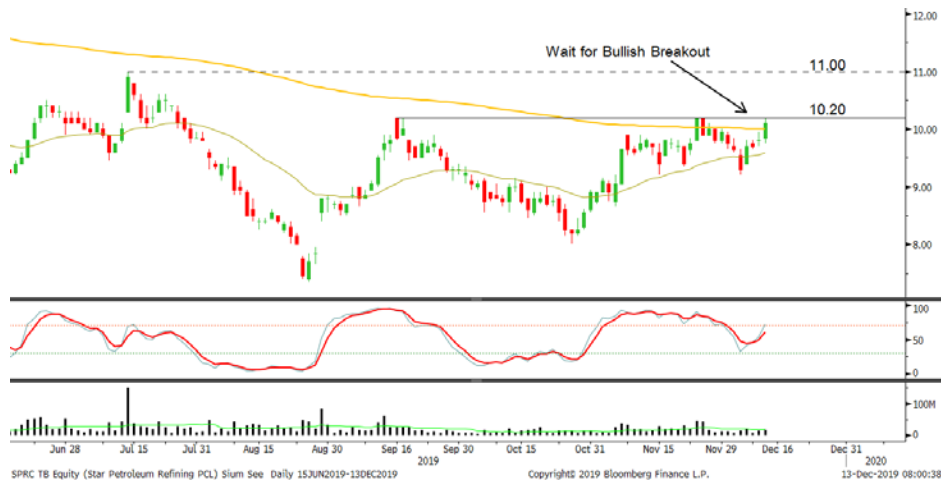 12.00
Wait for Bullish Breakout
11.00
11.00
10.20
10.00
9.00
8.00
100
50
0
100M
0
Jun 28
Jul 15
Jul 31
Aug 15
Aug 30
Sep 16
Sep 30
Oct 15
Oct 31
Nov 15
Nov 29
Dec 16
Dec 31
2019
2020
SPRC TB Equity (Star Petroleum Refining PCL) Sium See Daily 15JUN2019-13DEC2019
Copyright© 2019 Bloomberg Finance L.P.
13-Dec-2019 08:00:38